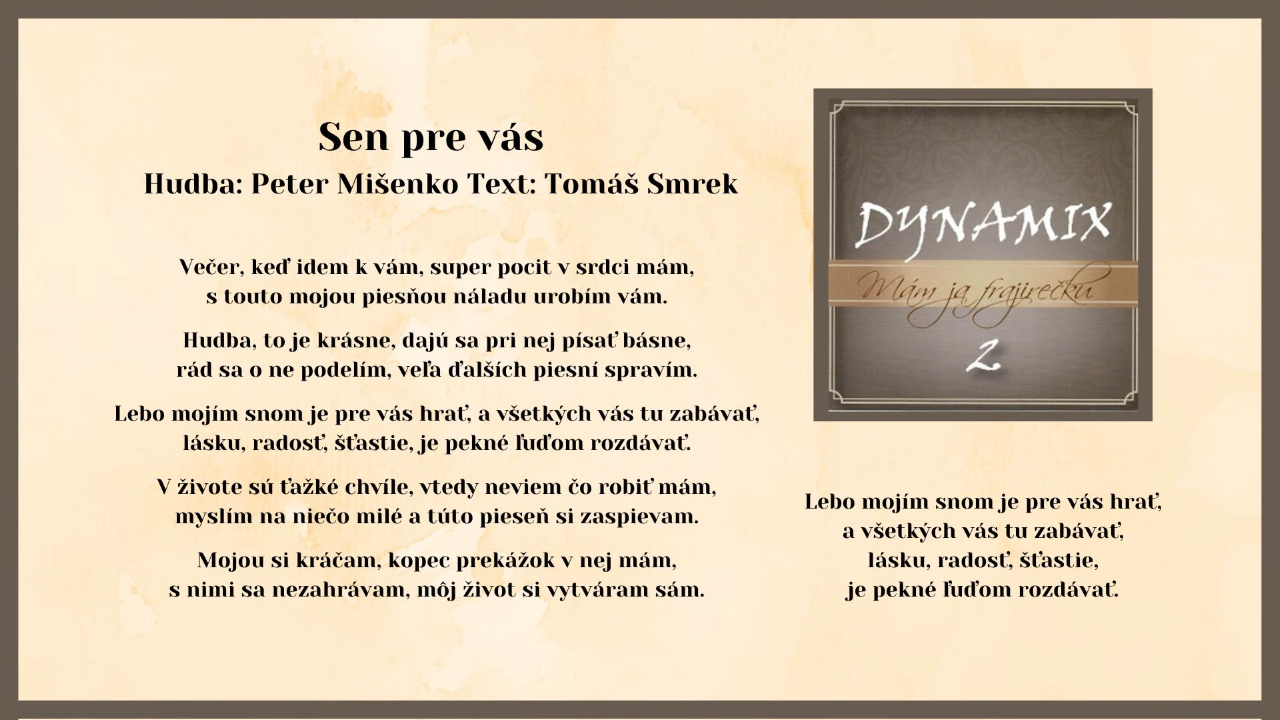 Sen pre vás
Hudba: Peter Mišenko Text: Tomáš Smrek
Večer, keď idem k vám, super pocit v srdci mám,
s touto mojou piesňou náladu urobím vám.
Hudba, to je krásne, dajú sa pri nej písať básne,
rád sa o ne podelím, veľa ďalších piesní spravím.
Lebo mojím snom je pre vás hrať, a všetkých vás tu zabávať,
lásku, radosť, šťastie, je pekné ľuďom rozdávať.
V živote sú ťažké chvíle, vtedy neviem čo robiť mám,
myslím na niečo milé a túto pieseň si zaspievam.
Mojou si kráčam, kopec prekážok v nej mám,
s nimi sa nezahrávam, môj život si vytváram sám.
DYNAMIX
Mám ja frajirečku
2
Lebo mojím snom je pre vás hrať,
a všetkých vás tu zabávať,
lásku, radosť, šťastie,
je pekné ľuďom rozdávať.